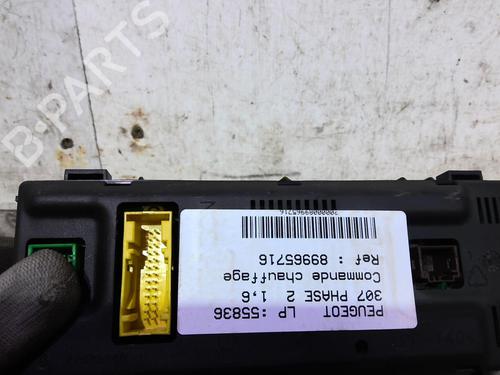 PEUGEOT LP :55836
307 PHASE 2 1,6
Commande chauffage
Ref : 89965716
B-PARTS